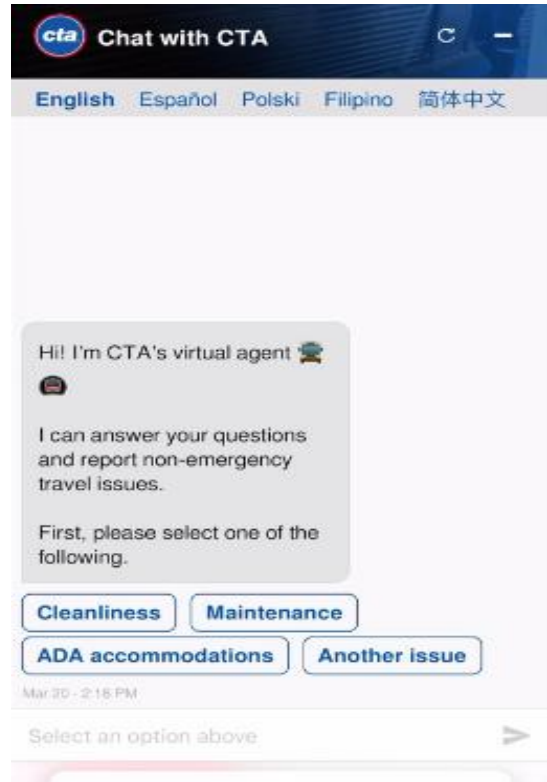 cta Chat with CTA
English Español Polski Filipino 简体中文
Hi! I'm CTA's virtual agent
I can answer your questions
and report non-emergency
travel issues.
First, please select one of the
following.
Cleanliness Maintenance
ADA accommodations Another issue
Mar 20 - 2:18 PM
Select an option above